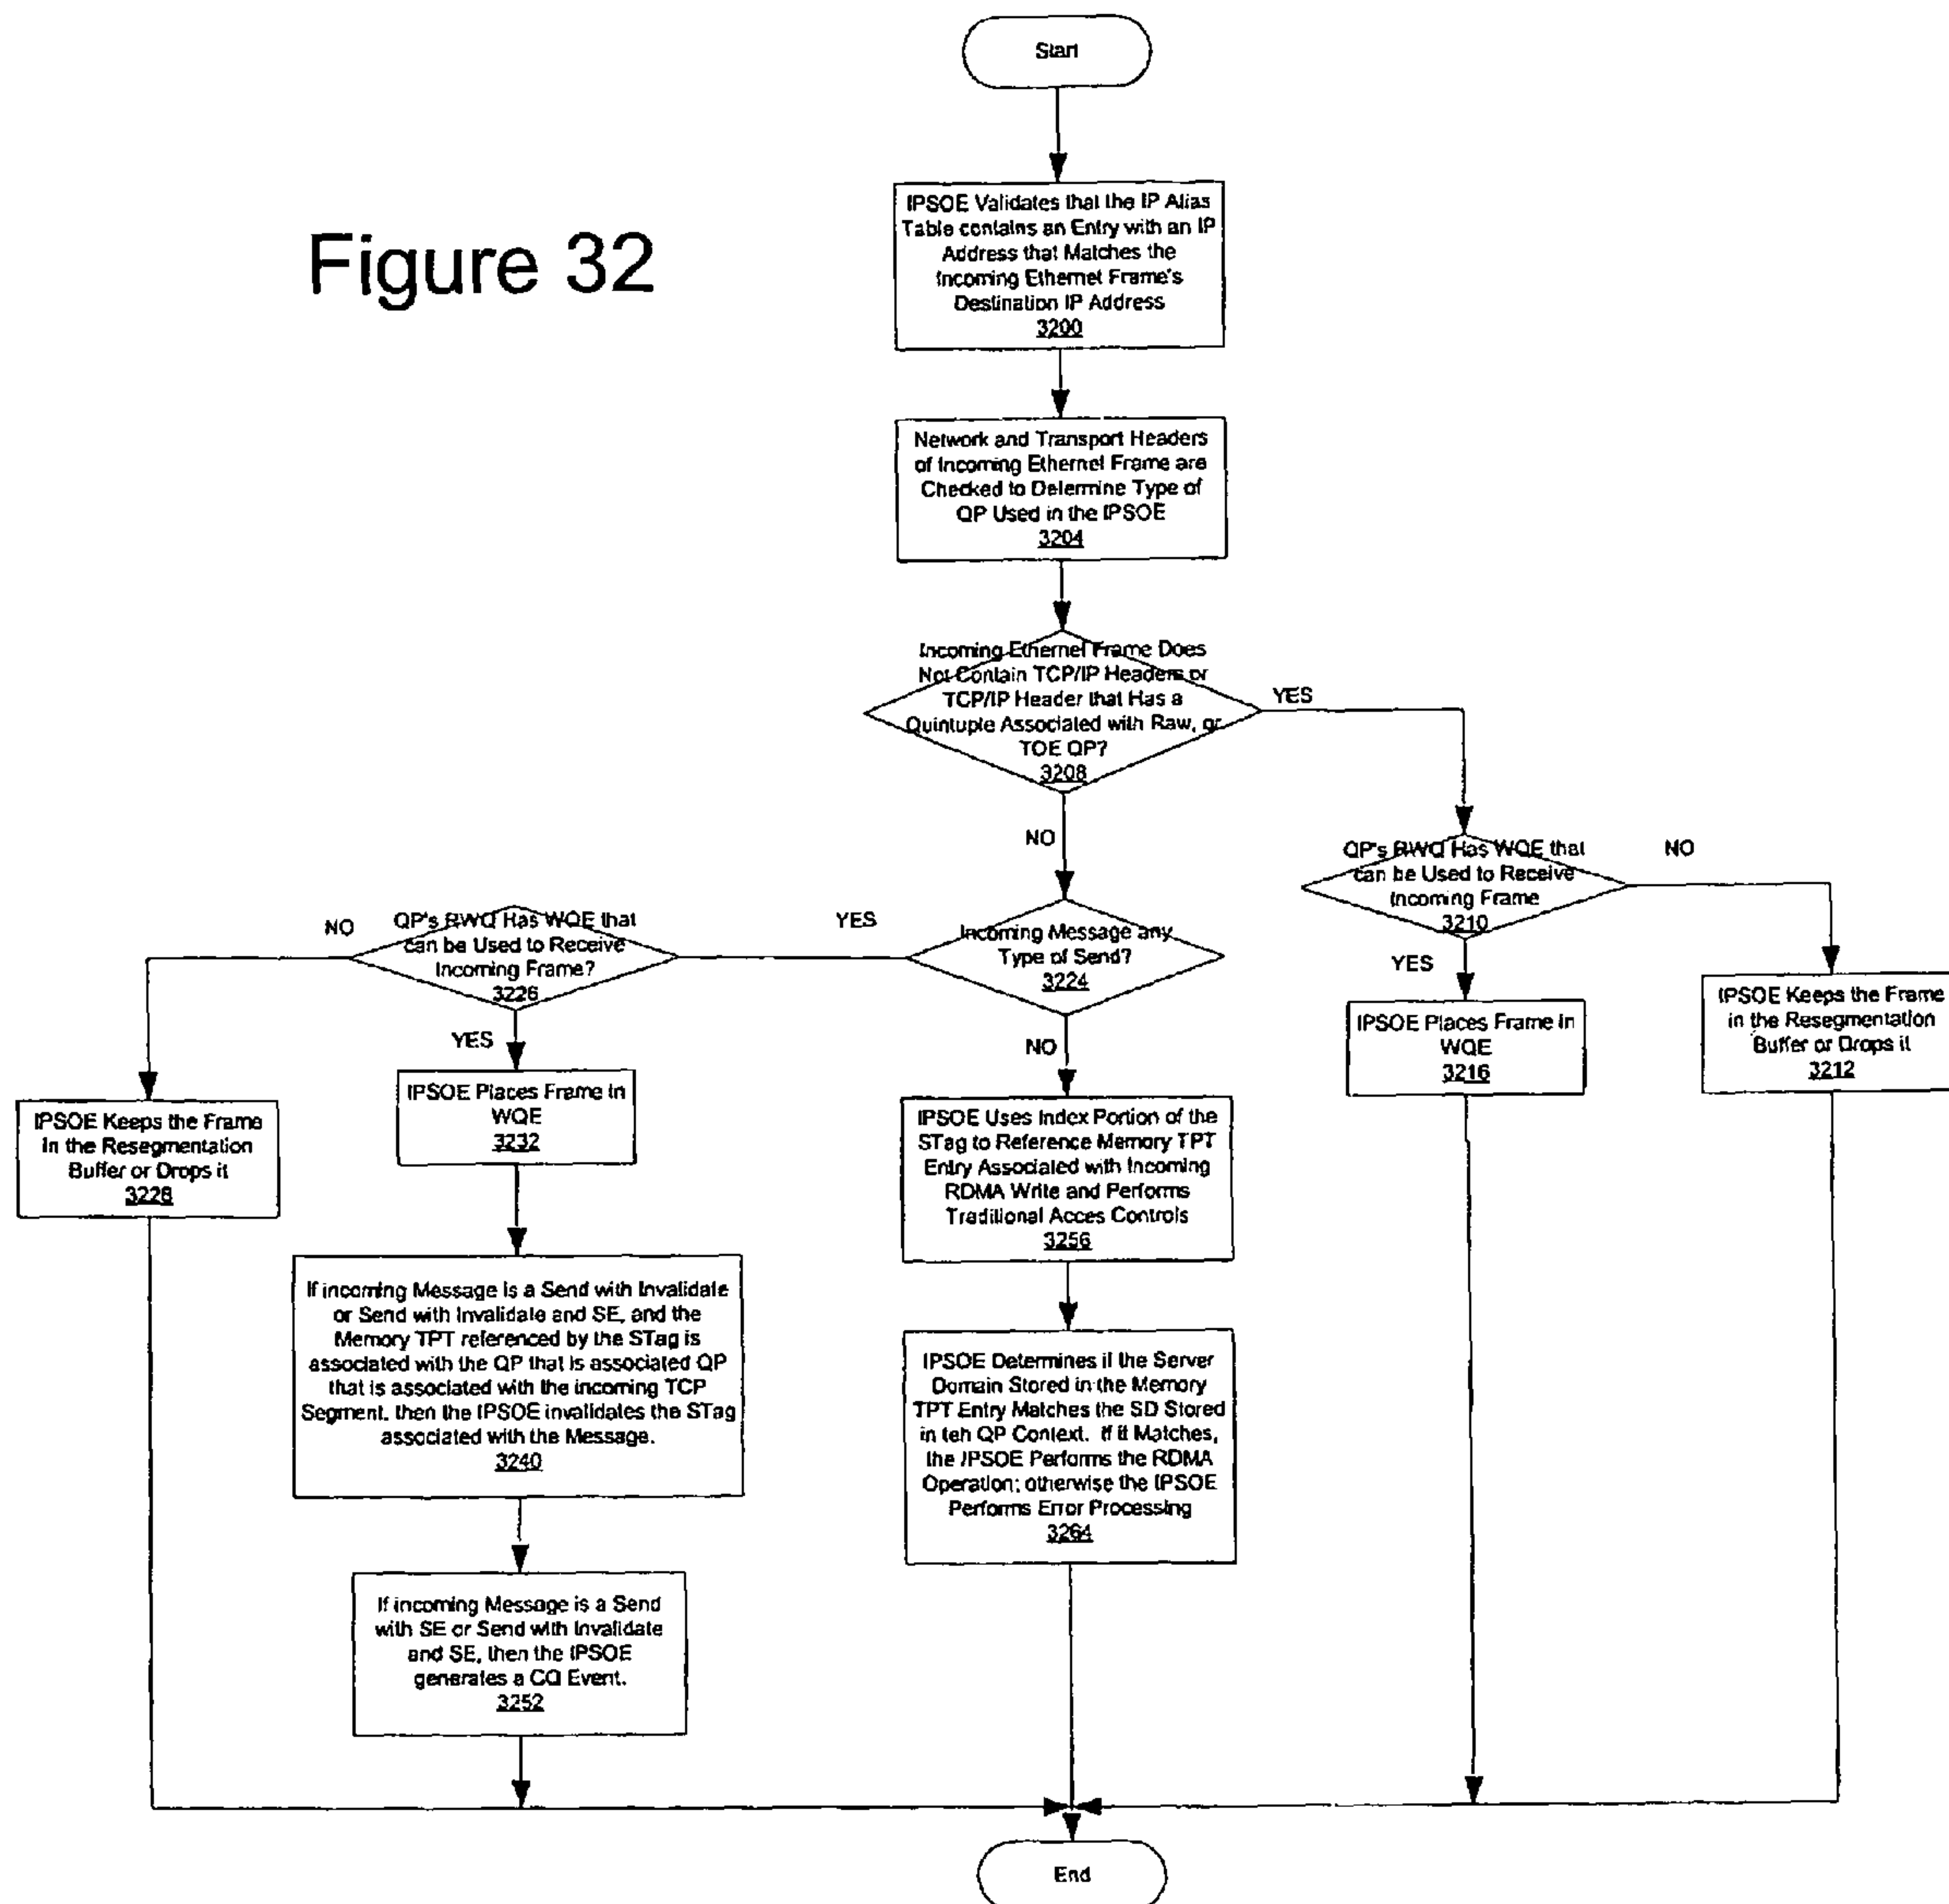 Figure 32
Start
IPSOE Validates that the IP Alias
Table contains an Entry with an IP
Address that Matches the
Incoming Ethernet Frame's
Destination IP Address
3200
Network and Transport Headers
of Incoming Ethernet Frame are
Checked to Determine Type of
QP Used in the IPSOE
3204
Incoming Ethernet Frame Does
Not Contain TCP/IP Headers or
TCP/IP Header that Has a
Quintuple Associated with Raw, or
TOE QP?
3208
YES
NO
QP's RWQ Has WQE that
can be Used to Receive
Incoming Frame
3210
NO
YES
IPSOE Places Frame in
WQE
3216
IPSOE Keeps the Frame
in the Resegmentation
Buffer or Drops it
3212
Incoming Message any
Type of Send?
3224
YES
NO
QP's RWQ Has WQE that
can be Used to Receive
Incoming Frame?
3226
NO
YES
IPSOE Keeps the Frame
in the Resegmentation
Buffer or Drops it
3228
IPSOE Places Frame in
WQE
3232
If incoming Message is a Send with Invalidate
or Send with Invalidate and SE, and the
Memory TPT referenced by the STag is
associated with the QP that is associated QP
that is associated with the incoming TCP
Segment, then the IPSOE invalidates the STag
associated with the Message.
3240
If incoming Message is a Send
with SE or Send with Invalidate
and SE, then the IPSOE
generates a CQ Event.
3252
IPSOE Uses Index Portion of the
STag to Reference Memory TPT
Entry Associated with Incoming
RDMA Write and Performs
Traditional Acces Controls
3256
IPSOE Determines if the Server
Domain Stored in the Memory
TPT Entry Matches the SD Stored
in teh QP Context. If it Matches,
the IPSOE Performs the RDMA
Operation; otherwise the IPSOE
Performs Error Processing
3264
End